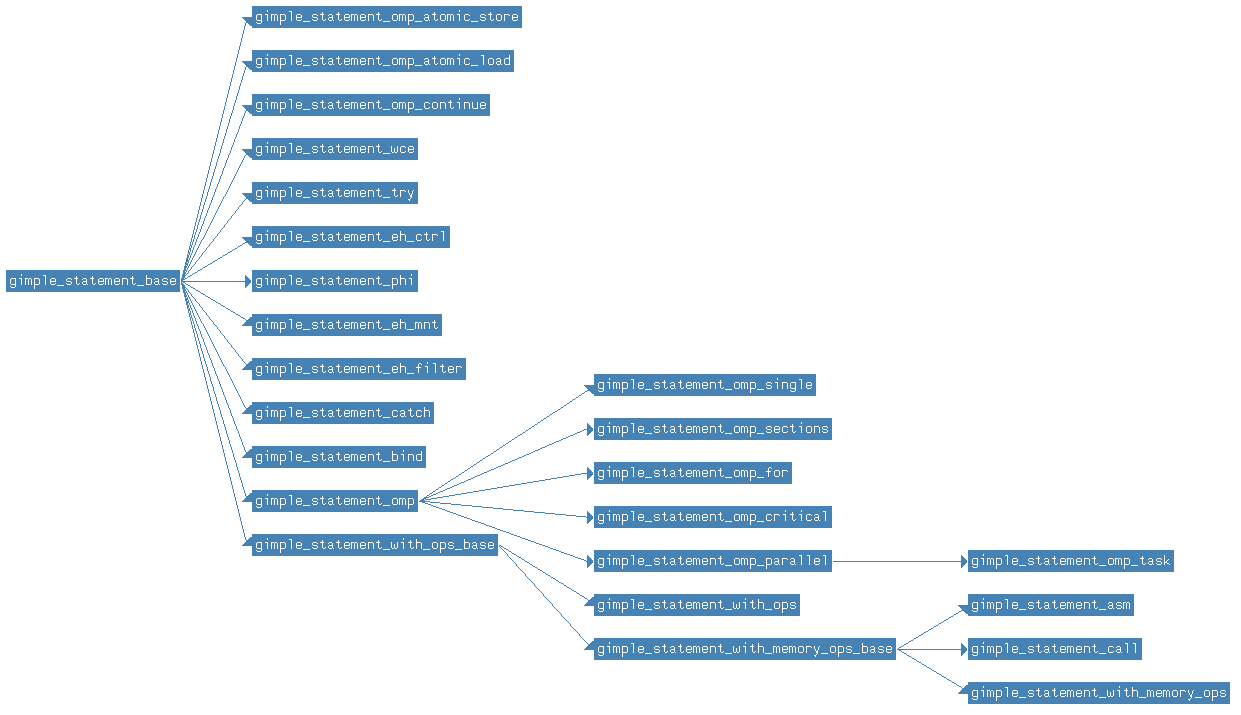 gimple_statement_omp_atomic_store
gimple_statement_omp_atomic_load
gimple_statement_omp_continue
gimple_statement_wce
gimple_statement_try
gimple_statement_eh_ctrl
gimple_statement_base
gimple_statement_phi
gimple_statement_eh_mnt
gimple_statement_eh_filter
gimple_statement_omp_single
gimple_statement_catch
gimple_statement_omp_sections
gimple_statement_bind
gimple_statement_omp_for
gimple_statement_omp
gimple_statement_omp_critical
gimple_statement_with_ops_base
gimple_statement_omp_parallel
gimple_statement_omp_task
gimple_statement_with_ops
gimple_statement_asm
gimple_statement_with_memory_ops_base
gimple_statement_call
gimple_statement_with_memory_ops